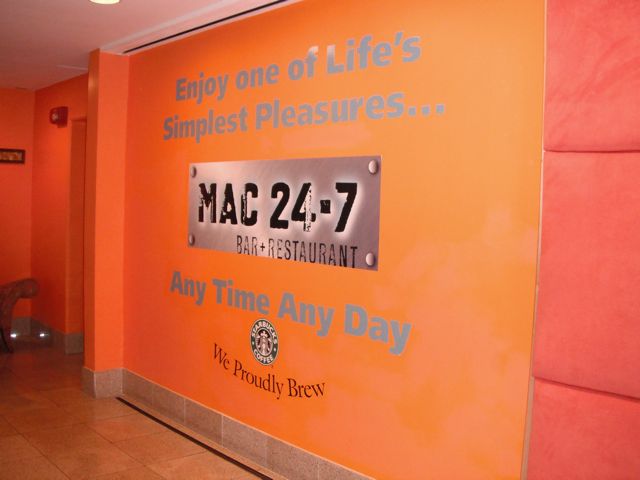 Enjoy one of Life's
Simplest Pleasures...
MAC 24-7
BAR+RESTAURANT
Any Time Any Day
STARBUCKS
COFFEE
We Proudly Brew